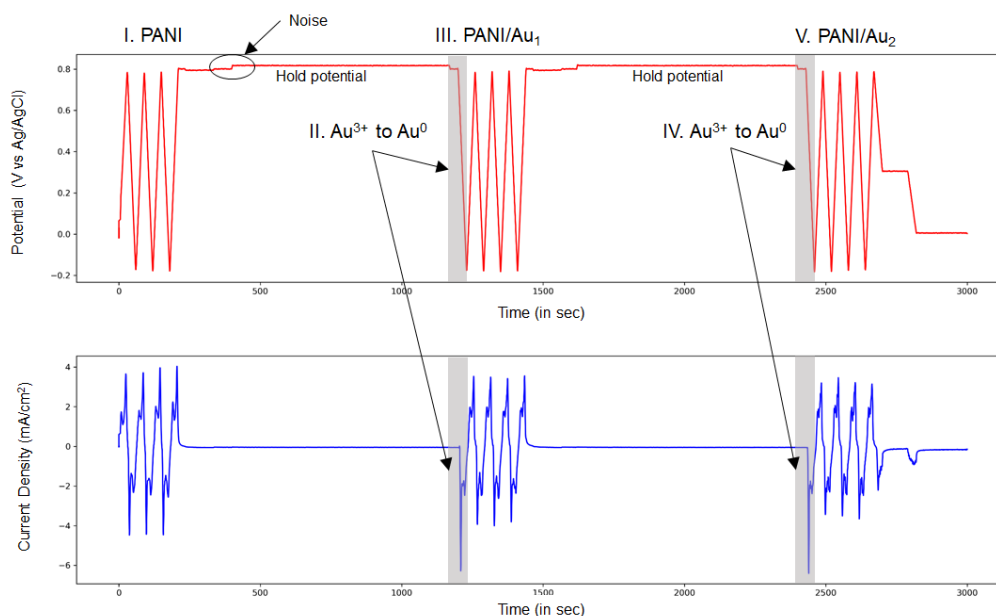 Noise
I. PANI
III. PANI/Au₁
V. PANI/Au₂
0.8
0.6
0.4
0.2
0.0
−0.2
Potential (V vs Ag/AgCl)
Hold potential
Hold potential
II. Au³⁺ to Au⁰
IV. Au³⁺ to Au⁰
0
500
1000
1500
2000
2500
3000
Time (in sec)
4
2
0
−2
−4
−6
Current Density (mA/cm²)
0
500
1000
1500
2000
2500
3000
Time (in sec)